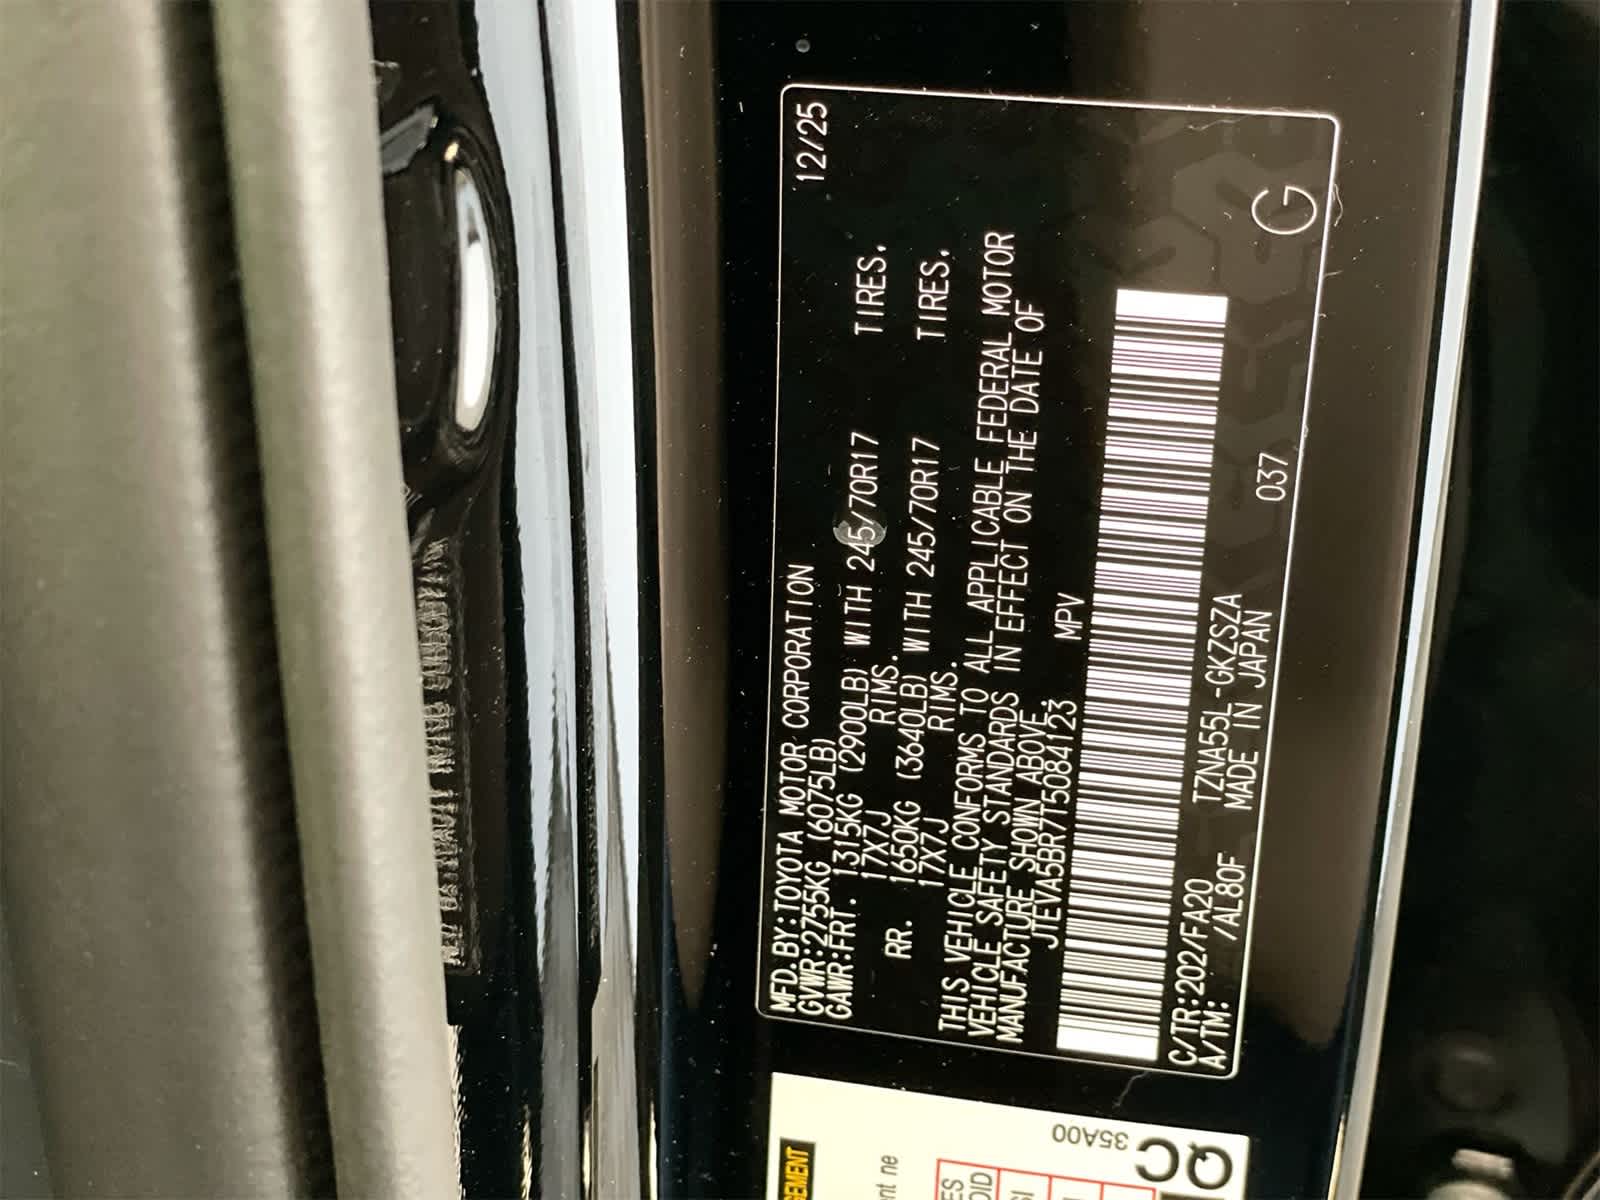 MFD. BY: TOYOTA MOTOR CORPORATION 12/25
GVWR: 2755KG (6075LB)
GAWR: FRT. 1315KG (2900LB) WITH 245/70R17 TIRES.
17X7J RIMS.
RR. 1650KG (3640LB) WITH 245/70R17 TIRES.
17X7J RIMS.
THIS VEHICLE CONFORMS TO ALL APPLICABLE FEDERAL MOTOR
VEHICLE SAFETY STANDARDS IN EFFECT ON THE DATE OF
MANUFACTURE SHOWN ABOVE.
JTEVA5BR7T5084123 MPV
C/TR: 202/FA20 TZNA55L-GKZSZA 037
A/TM: /AL80F MADE IN JAPAN
G
35A00
QC